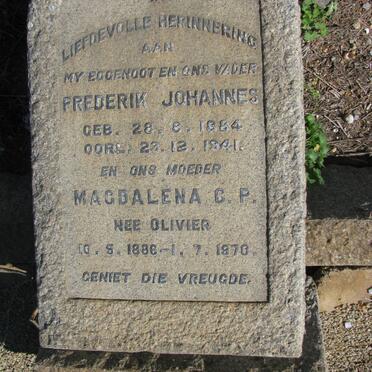 LIEFDEVOLLE HERINNERING
AAN
MY EGGENOOT EN ONS VADER
FREDERIK JOHANNES
GEB. 28. 8. 1884
OORL. 23. 12. 1941.
EN ONS MOEDER
MAGDALENA C. P.
NEE OLIVIER
10. 5. 1886 - 1. 7. 1970.
GENIET DIE VREUGDE.